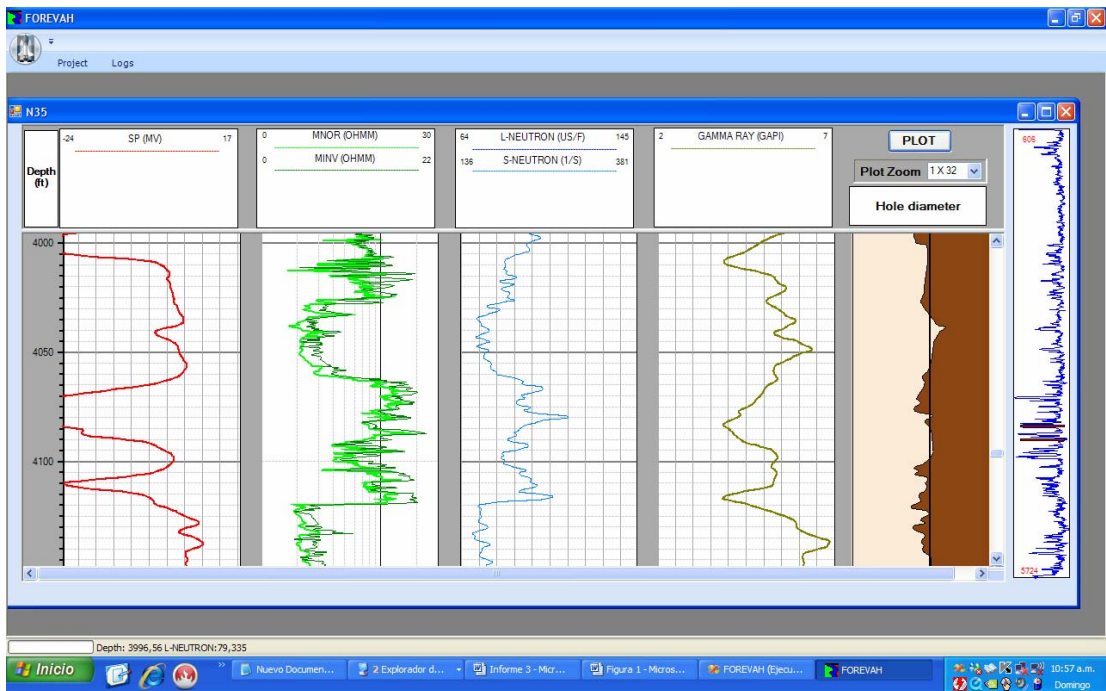 FOREVAH
Project Logs
N35
Depth
(ft)
-24 SP (MV) 17
0 MNOR (OHMM) 30
0 MINV (OHMM) 22
64 L-NEUTRON (US/F) 145
136 S-NEUTRON (1/S) 381
2 GAMMA RAY (GAPI) 7
PLOT
Plot Zoom 1 X 32
Hole diameter
606
4000
4050
4100
5724
Depth: 3996,56 L-NEUTRON:79,335
Inicio
Nuevo Documen...
2 Explorador d...
Informe 3 - Micr...
Figura 1 - Micros...
FOREVAH (Ejecu...
FOREVAH
10:57 a.m.
Domingo